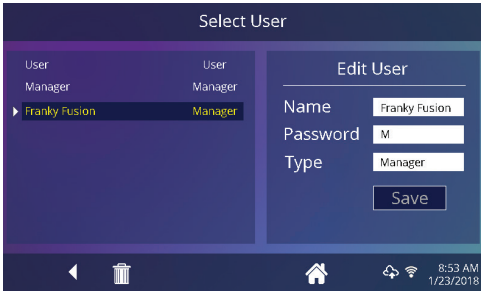 Select User
User User
Manager Manager
Franky Fusion Manager
Edit User
Name Franky Fusion
Password M
Type Manager
Save
8:53 AM
1/23/2018